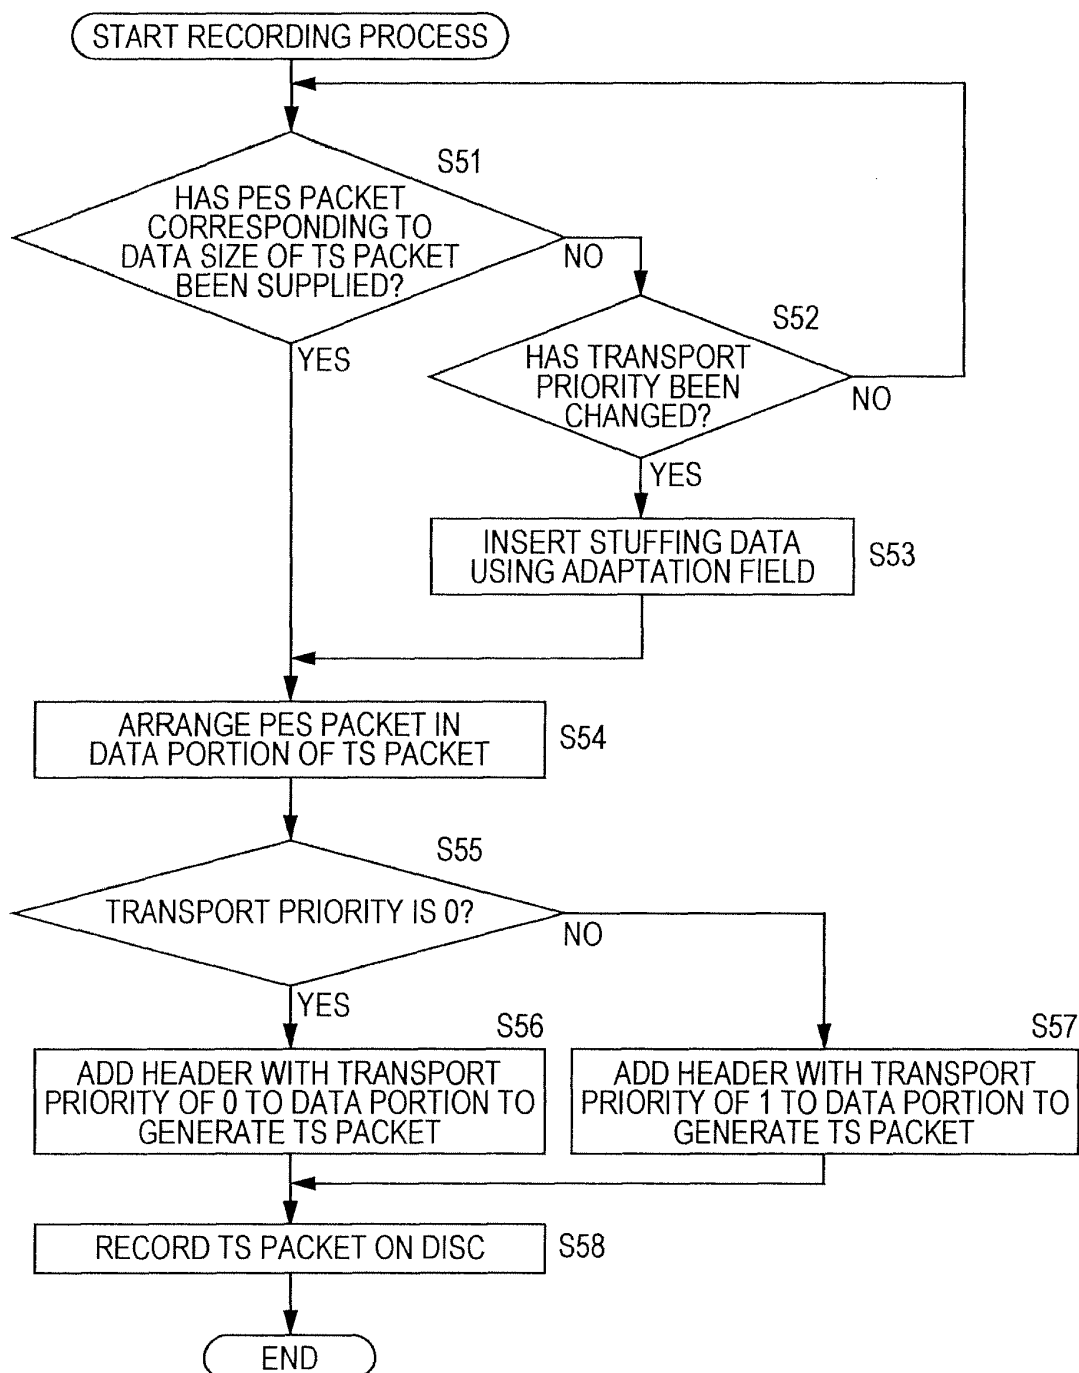 START RECORDING PROCESS
S51
HAS PES PACKET
CORRESPONDING TO
DATA SIZE OF TS PACKET
BEEN SUPPLIED?
NO
YES
S52
HAS TRANSPORT
PRIORITY BEEN
CHANGED?
NO
YES
INSERT STUFFING DATA
USING ADAPTATION FIELD
S53
ARRANGE PES PACKET IN
DATA PORTION OF TS PACKET
S54
S55
TRANSPORT PRIORITY IS 0?
NO
YES
S56
ADD HEADER WITH TRANSPORT
PRIORITY OF 0 TO DATA PORTION TO
GENERATE TS PACKET
S57
ADD HEADER WITH TRANSPORT
PRIORITY OF 1 TO DATA PORTION TO
GENERATE TS PACKET
RECORD TS PACKET ON DISC
S58
END